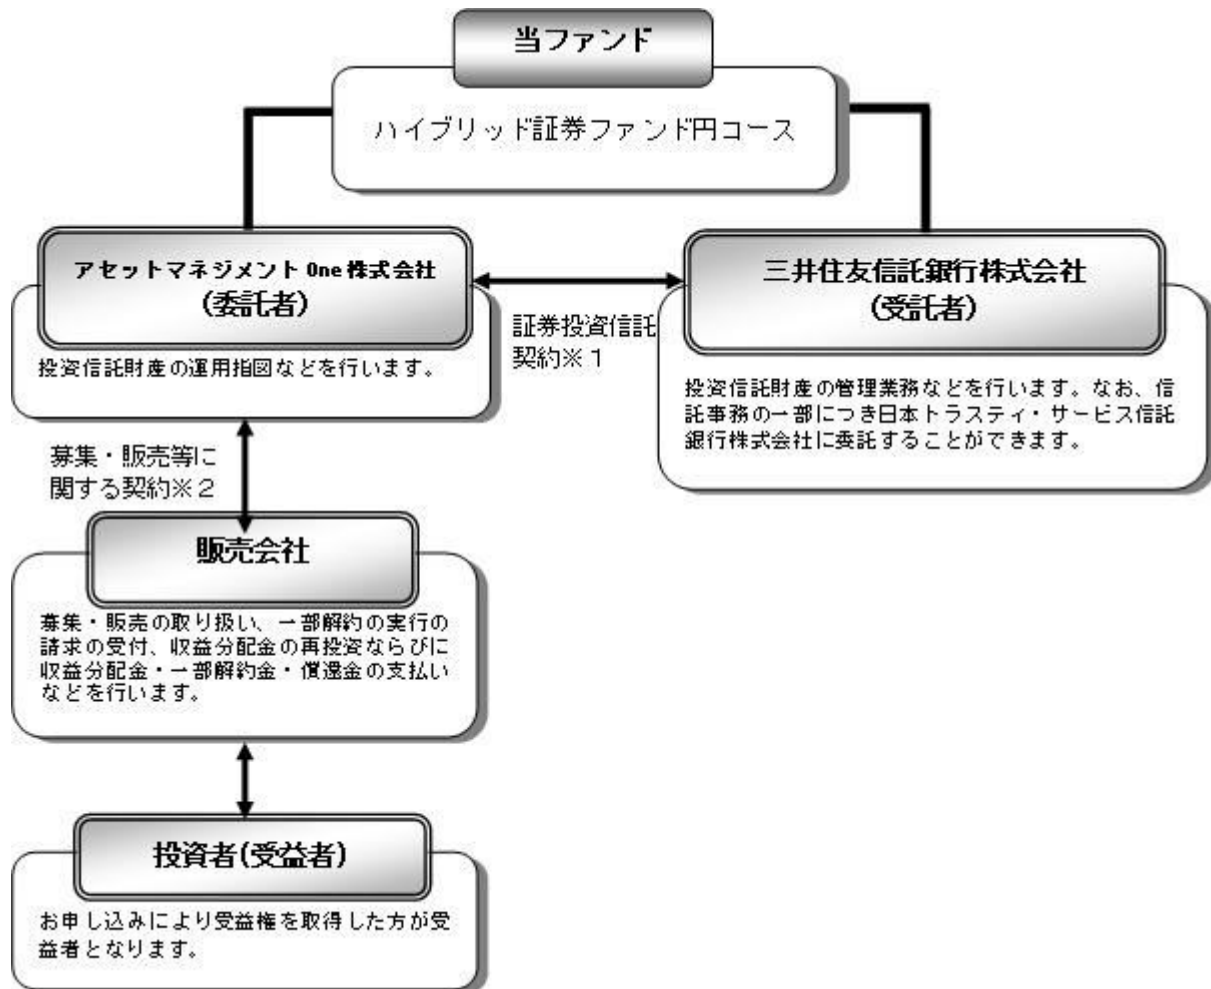 当ファンド
ハイブリッド証券ファンド円コース
アセットマネジメントOne株式会社
(委託者)
投資信託財産の運用指図などを行います。
証券投資信託
契約※1
三井住友信託銀行株式会社
(受託者)
投資信託財産の管理業務などを行います。なお、信
託事務の一部につき日本トラスティ・サービス信託
銀行株式会社に委託することができます。
募集・販売等に
関する契約※2
販売会社
募集・販売の取り扱い、一部解約の実行の
請求の受付、収益分配金の再投資ならびに
収益分配金・一部解約金・償還金の支払い
などを行います。
投資者(受益者)
お申し込みにより受益権を取得した方が受
益者となります。